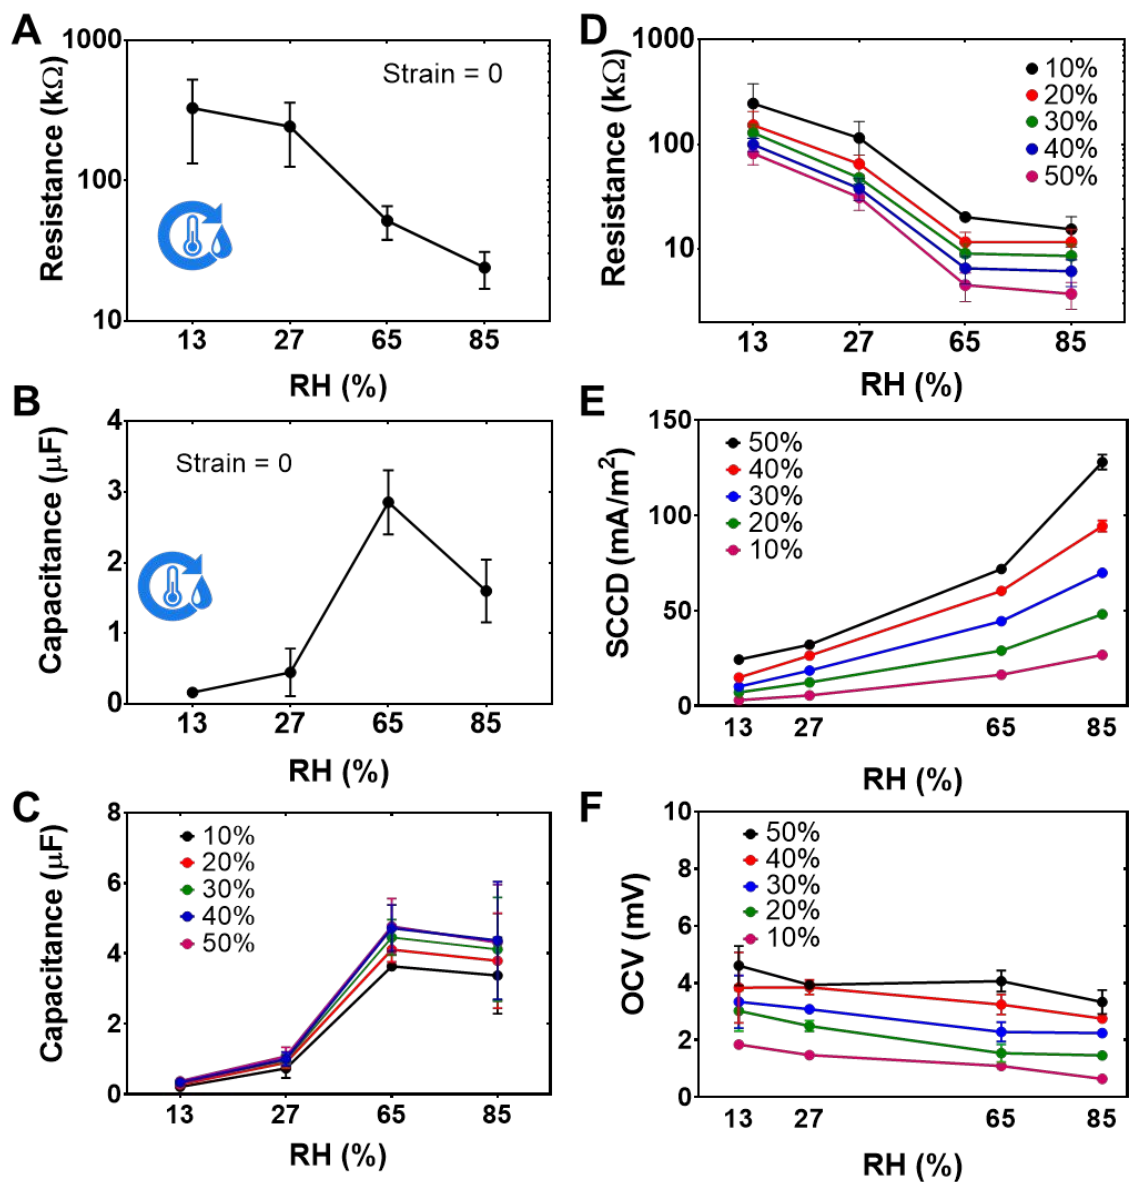 A
Resistance (kΩ)
1000
100
10
Strain = 0
13 27 65 85
RH (%)
D
Resistance (kΩ)
1000
100
10
10%
20%
30%
40%
50%
13 27 65 85
RH (%)
B
Capacitance (μF)
4
3
2
1
0
Strain = 0
13 27 65 85
RH (%)
E
SCCD (mA/m²)
150
100
50
0
50%
40%
30%
20%
10%
13 27 65 85
RH (%)
C
Capacitance (μF)
8
6
4
2
0
10%
20%
30%
40%
50%
13 27 65 85
RH (%)
F
OCV (mV)
10
8
6
4
2
0
50%
40%
30%
20%
10%
13 27 65 85
RH (%)